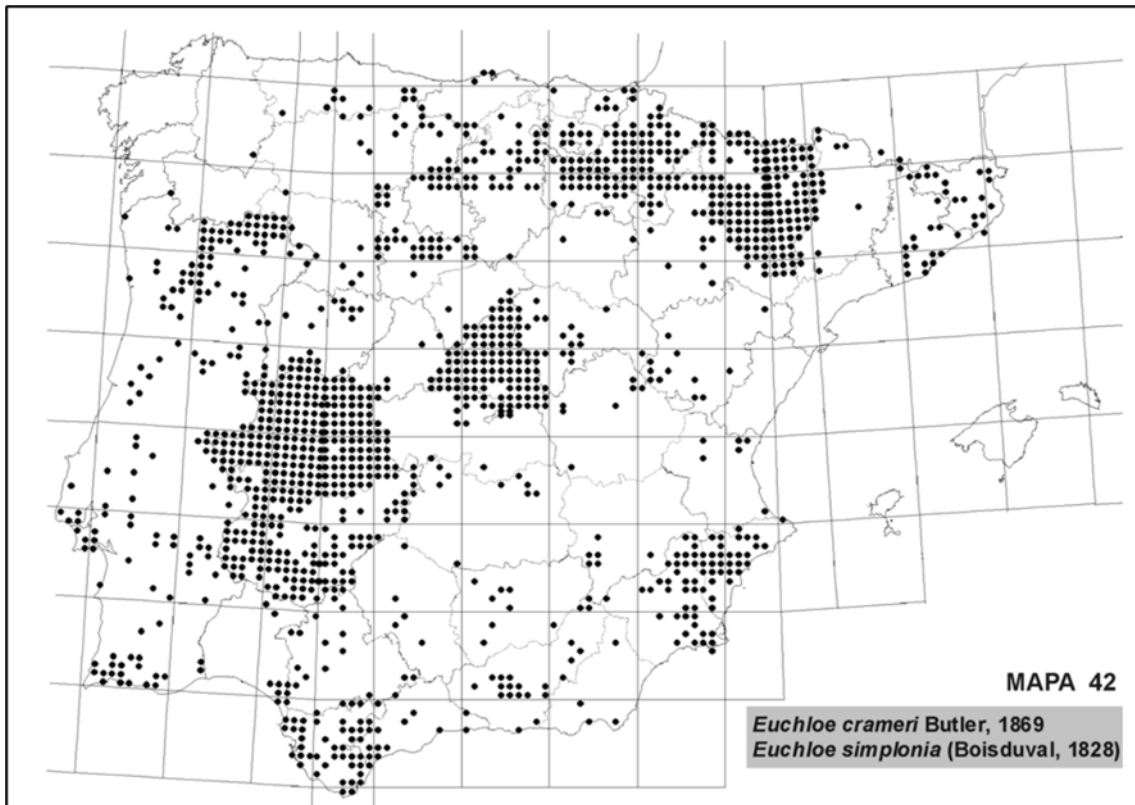 MAPA 42
Euchloe crameri Butler, 1869
Euchloe simplonia (Boisduval, 1828)